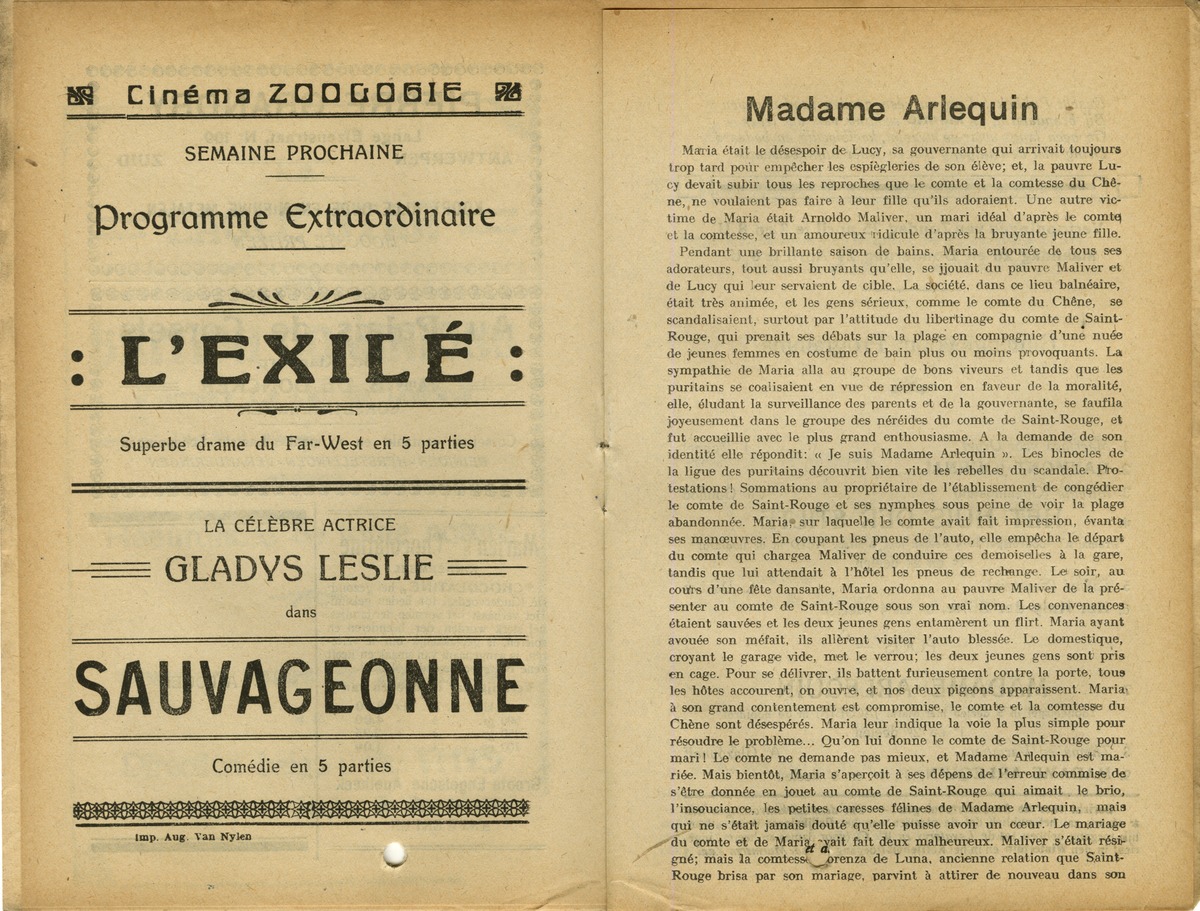 Cinéma ZOOLOGIE
SEMAINE PROCHAINE
Programme Extraordinaire
: L'EXILÉ :
Superbe drame du Far-West en 5 parties
LA CÉLÈBRE ACTRICE
GLADYS LESLIE
dans
SAUVAGEONNE
Comédie en 5 parties
Imp. Aug. Van Nylen
Madame Arlequin
Maria était le désespoir de Lucy, sa gouvernante qui arrivait toujours
trop tard pour empêcher les espiègleries de son élève; et, la pauvre Lu-
cy devait subir tous les reproches que le comte et la comtesse du Chê-
ne, ne voulaient pas faire à leur fille qu'ils adoraient. Une autre vic-
time de Maria était Arnoldo Maliver, un mari idéal d'après le comte
et la comtesse, et un amoureux ridicule d'après la bruyante jeune fille.
Pendant une brillante saison de bains, Maria entourée de tous ses
adorateurs, tout aussi bruyants qu'elle, se jjouait du pauvre Maliver et
de Lucy qui leur servaient de cible. La société, dans ce lieu balnéaire,
était très animée, et les gens sérieux, comme le comte du Chêne, se
scandalisaient, surtout par l'attitude du libertinage du comte de Saint-
Rouge, qui prenait ses débats sur la plage en compagnie d'une nuée
de jeunes femmes en costume de bain plus ou moins provoquants. La
sympathie de Maria alla au groupe de bons viveurs et tandis que les
puritains se coalisaient en vue de répression en faveur de la moralité,
elle, éludant la surveillance des parents et de la gouvernante, se faufila
joyeusement dans le groupe des néréides du comte de Saint-Rouge, et
fut accueillie avec le plus grand enthousiasme. A la demande de son
identité elle répondit: « Je suis Madame Arlequin ». Les binocles de
la ligue des puritains découvrit bien vite les rebelles du scandale. Pro-
testations! Sommations au propriétaire de l'établissement de congédier
le comte de Saint-Rouge et ses nymphes sous peine de voir la plage
abandonnée. Maria, sur laquelle le comte avait fait impression, évanta
ses manœuvres. En coupant les pneus de l'auto, elle empêcha le départ
du comte qui chargea Maliver de conduire ces demoiselles à la gare,
tandis que lui attendait à l'hôtel les pneus de rechange. Le soir, au
cours d'une fête dansante, Maria ordonna au pauvre Maliver de la pré-
senter au comte de Saint-Rouge sous son vrai nom. Les convenances
étaient sauvées et les deux jeunes gens entamèrent un flirt. Maria ayant
avouée son méfait, ils allèrent visiter l'auto blessée. Le domestique,
croyant le garage vide, met le verrou; les deux jeunes gens sont pris
en cage. Pour se délivrer, ils battent furieusement contre la porte, tous
les hôtes accourent, on ouvre, et nos deux pigeons apparaissent. Maria
à son grand contentement est compromise, le comte et la comtesse du
Chêne sont désespérés. Maria leur indique la voie la plus simple pour
résoudre le problème... Qu'on lui donne le comte de Saint-Rouge pour
mari! Le comte ne demande pas mieux, et Madame Arlequin est ma-
riée. Mais bientôt, Maria s'aperçoit à ses dépens de l'erreur commise de
s'être donnée en jouet au comte de Saint-Rouge qui aimait le brio,
l'insouciance, les petites caresses félines de Madame Arlequin, mais
qui ne s'était jamais douté qu'elle puisse avoir un cœur. Le mariage
du comte et de Maria fait deux malheureux. Maliver s'était rési-
gné; mais la de Luna, ancienne relation que Saint-
Rouge brisa par son mariage, parvint à attirer de nouveau dans son